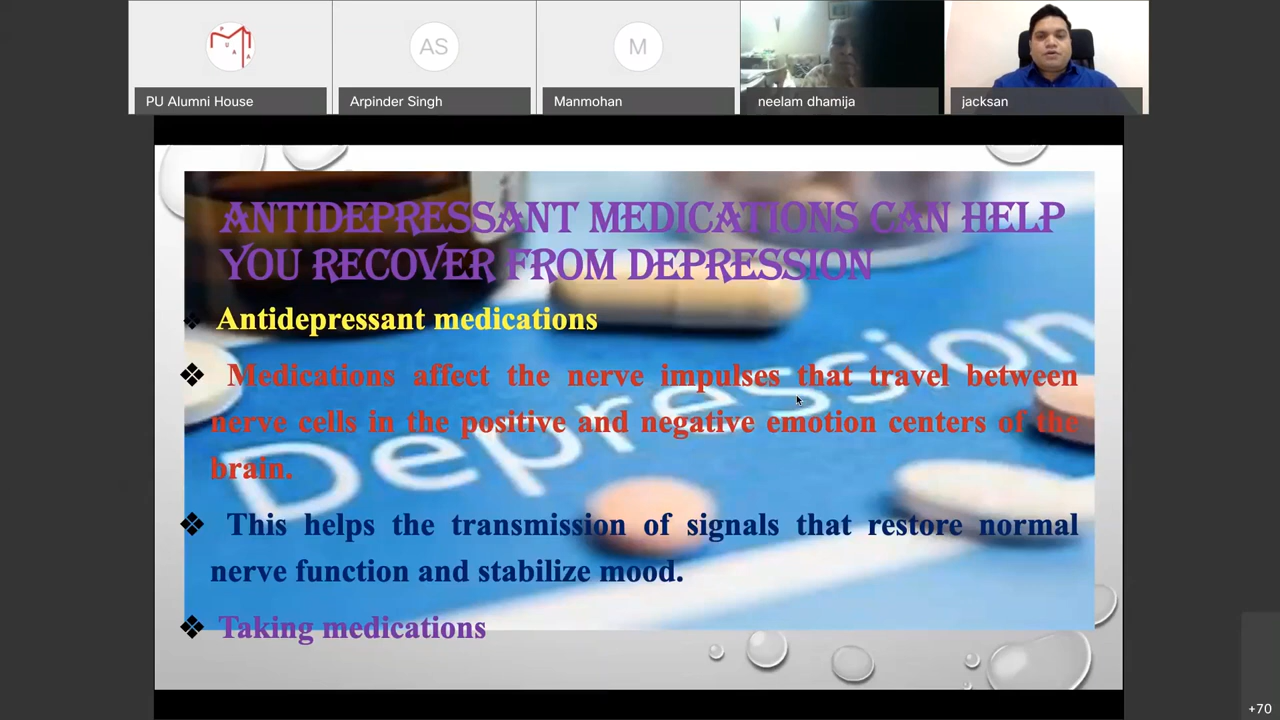 AS
M
PU Alumni House
Arpinder Singh
Manmohan
neelam dhamija
jacksan
ANTIDEPRESSANT MEDICATIONS CAN HELP
YOU RECOVER FROM DEPRESSION
❖ Antidepressant medications
❖ Medications affect the nerve impulses that travel between
nerve cells in the positive and negative emotion centers of the
brain.
❖ This helps the transmission of signals that restore normal
nerve function and stabilize mood.
❖ Taking medications
Depression
+70